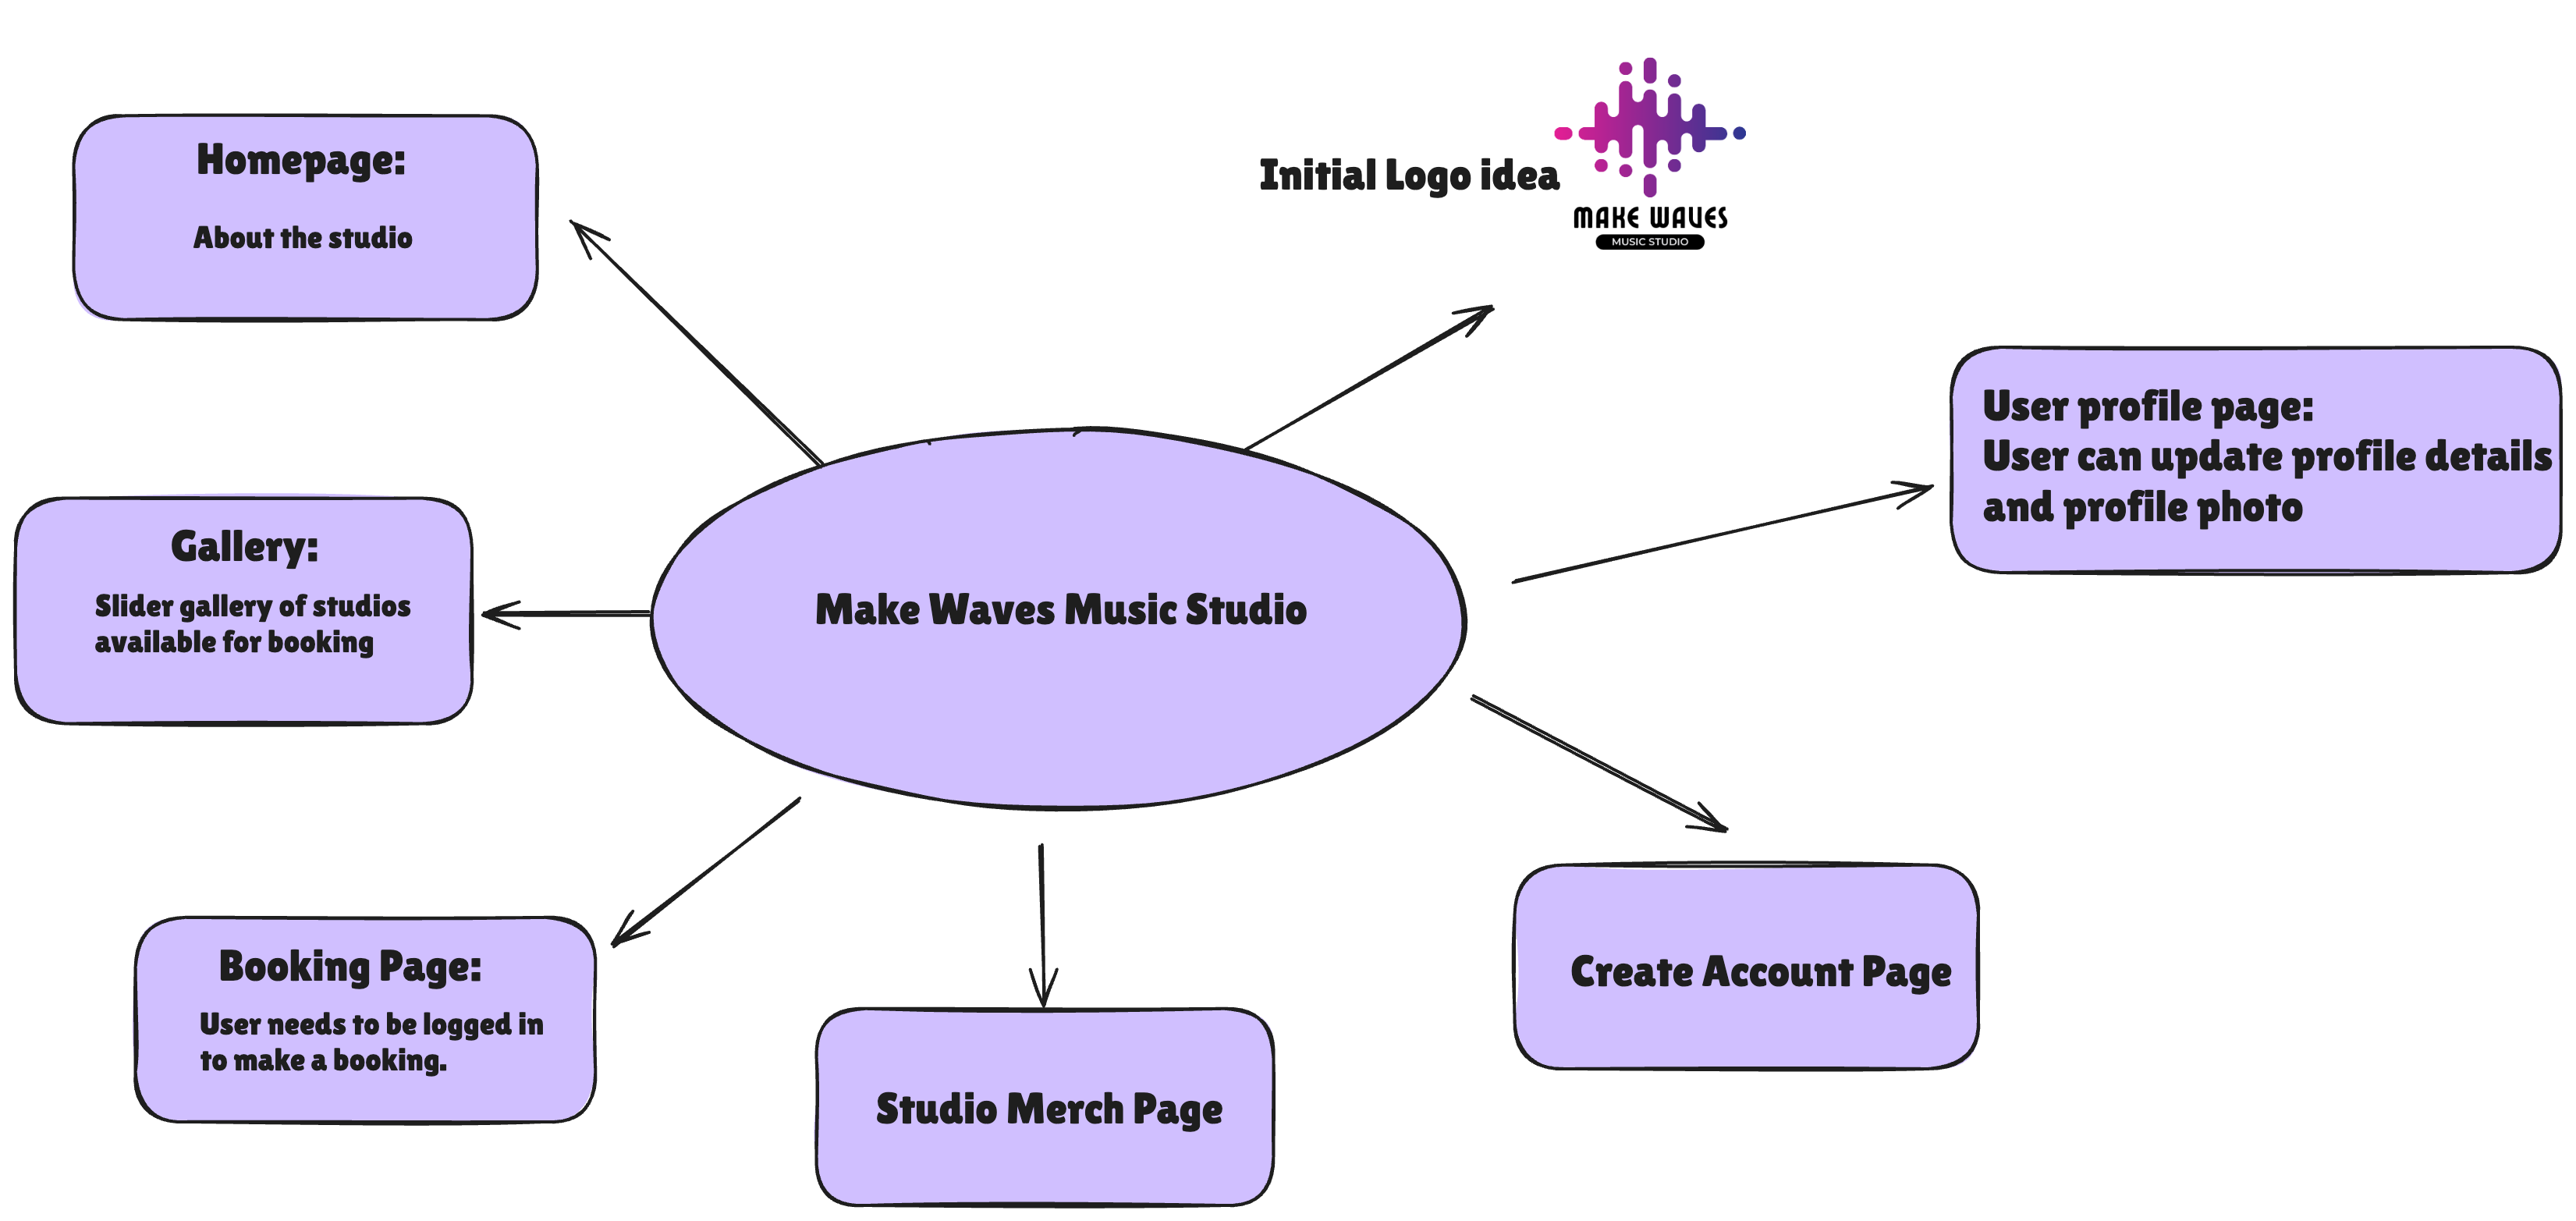 Homepage:
About the studio
Initial Logo idea
MAKE WAVES
MUSIC STUDIO
User profile page:
User can update profile details
and profile photo
Gallery:
Slider gallery of studios
available for booking
Make Waves Music Studio
Booking Page:
User needs to be logged in
to make a booking.
Studio Merch Page
Create Account Page